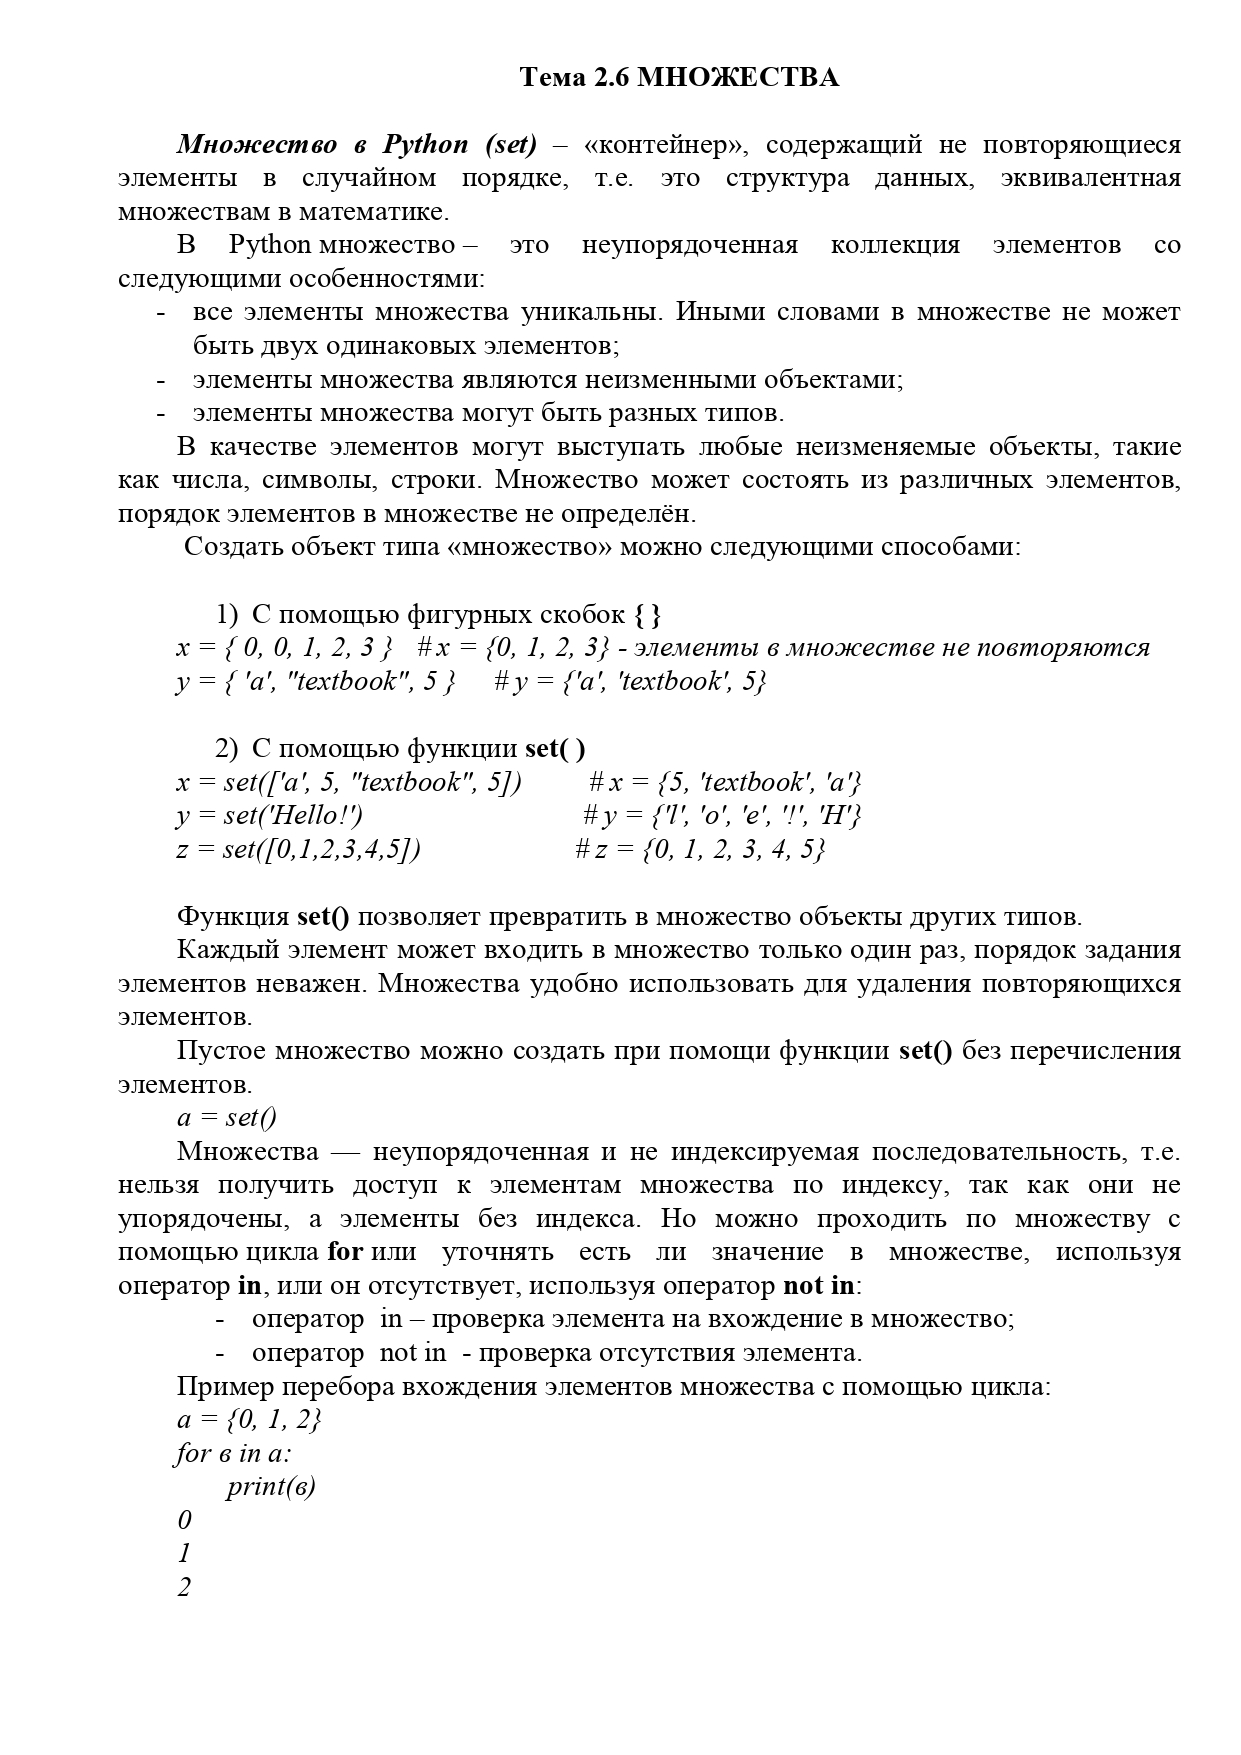 Тема 2.6 МНОЖЕСТВА
Множество в Python (set) – «контейнер», содержащий не повторяющиеся
элементы в случайном порядке, т.е. это структура данных, эквивалентная
множествам в математике.
В Python множество – это неупорядоченная коллекция элементов со
следующими особенностями:
- все элементы множества уникальны. Иными словами в множестве не может
быть двух одинаковых элементов;
- элементы множества являются неизменными объектами;
- элементы множества могут быть разных типов.
В качестве элементов могут выступать любые неизменяемые объекты, такие
как числа, символы, строки. Множество может состоять из различных элементов,
порядок элементов в множестве не определён.
Создать объект типа «множество» можно следующими способами:
1) С помощью фигурных скобок { }
x = { 0, 0, 1, 2, 3 } # x = {0, 1, 2, 3} - элементы в множестве не повторяются
y = { 'a', "textbook", 5 } # y = {'a', 'textbook', 5}
2) С помощью функции set( )
x = set(['a', 5, "textbook", 5]) # x = {5, 'textbook', 'a'}
y = set('Hello!') # y = {'l', 'o', 'e', '!', 'H'}
z = set([0,1,2,3,4,5]) # z = {0, 1, 2, 3, 4, 5}
Функция set() позволяет превратить в множество объекты других типов.
Каждый элемент может входить в множество только один раз, порядок задания
элементов неважен. Множества удобно использовать для удаления повторяющихся
элементов.
Пустое множество можно создать при помощи функции set() без перечисления
элементов.
a = set()
Множества — неупорядоченная и не индексируемая последовательность, т.е.
нельзя получить доступ к элементам множества по индексу, так как они не
упорядочены, а элементы без индекса. Но можно проходить по множеству с
помощью цикла for или уточнять есть ли значение в множестве, используя
оператор in, или он отсутствует, используя оператор not in:
- оператор in – проверка элемента на вхождение в множество;
- оператор not in - проверка отсутствия элемента.
Пример перебора вхождения элементов множества с помощью цикла:
a = {0, 1, 2}
for в in a:
print(в)
0
1
2